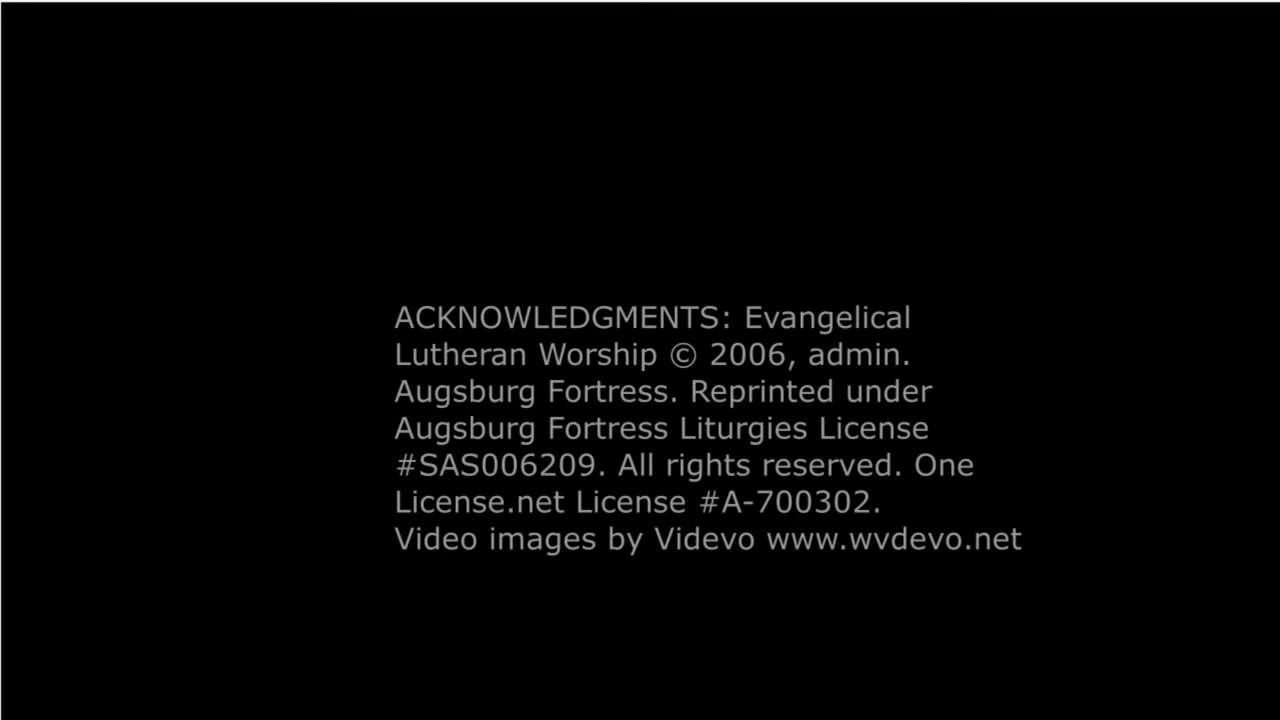 ACKNOWLEDGMENTS: Evangelical
Lutheran Worship © 2006, admin.
Augsburg Fortress. Reprinted under
Augsburg Fortress Liturgies License
#SAS006209. All rights reserved. One
License.net License #A-700302.
Video images by Videvo www.wvdevo.net